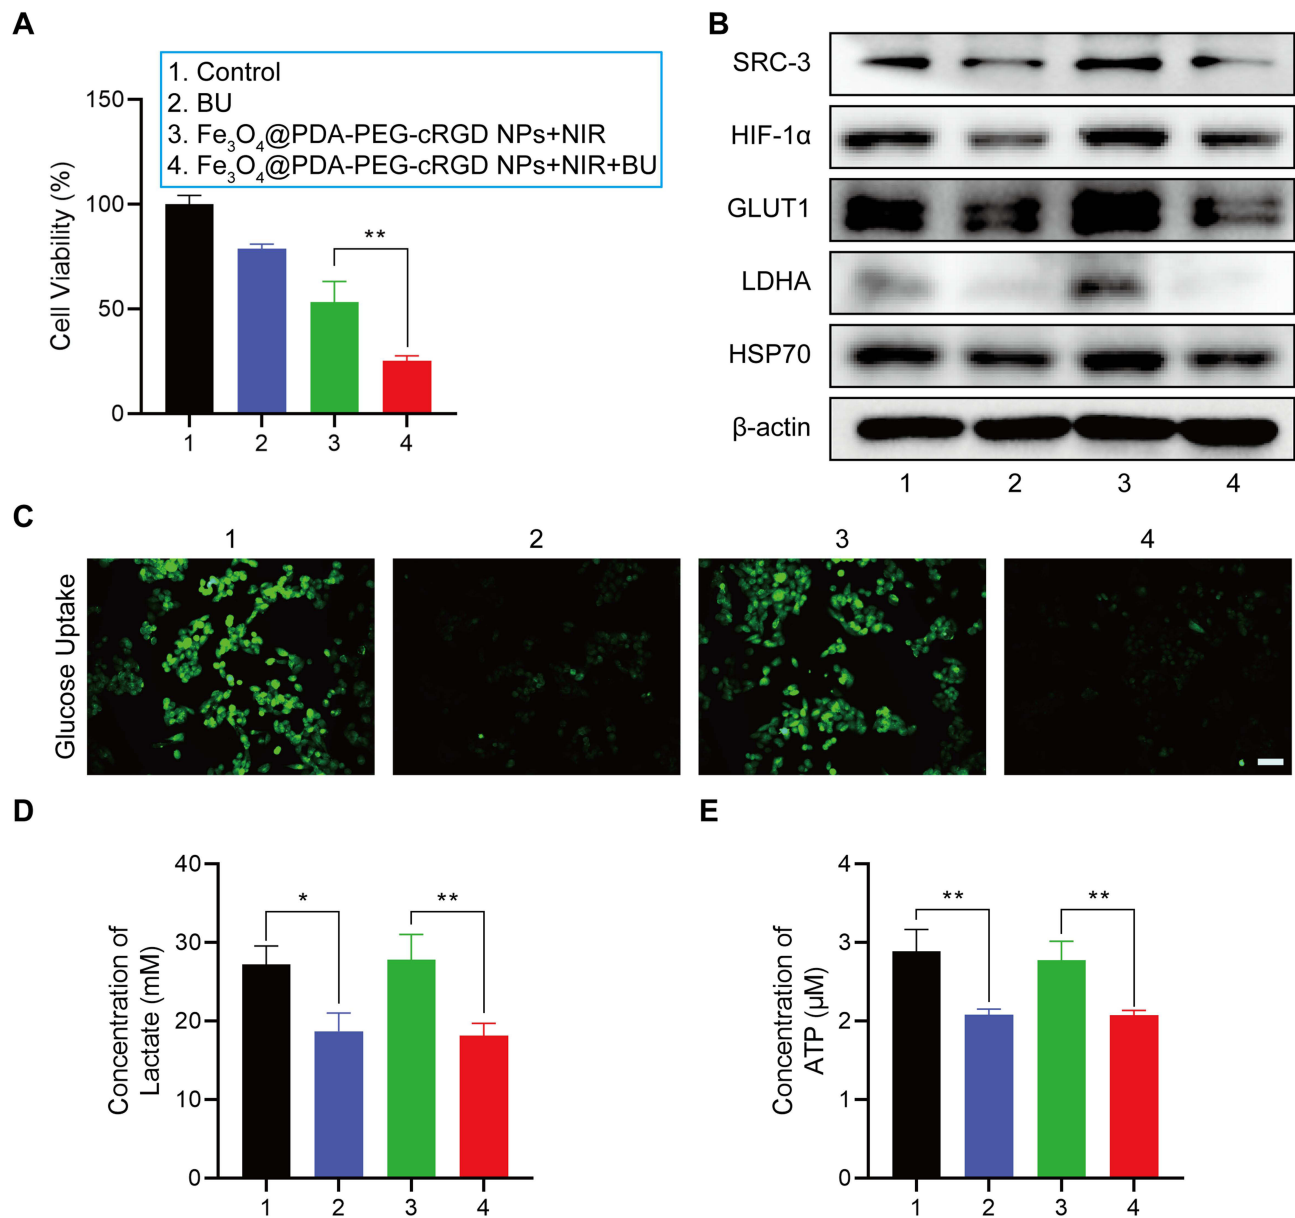 A
1. Control
2. BU
3. Fe₃O₄@PDA-PEG-cRGD NPs+NIR
4. Fe₃O₄@PDA-PEG-cRGD NPs+NIR+BU
Cell Viability (%)
150
100
50
0
**
1 2 3 4
B
SRC-3
HIF-1α
GLUT1
LDHA
HSP70
β-actin
1 2 3 4
C
1 2 3 4
Glucose Uptake
D
Concentration of
Lactate (mM)
40
30
20
10
0
* **
1 2 3 4
E
Concentration of
ATP (μM)
4
3
2
1
0
** **
1 2 3 4